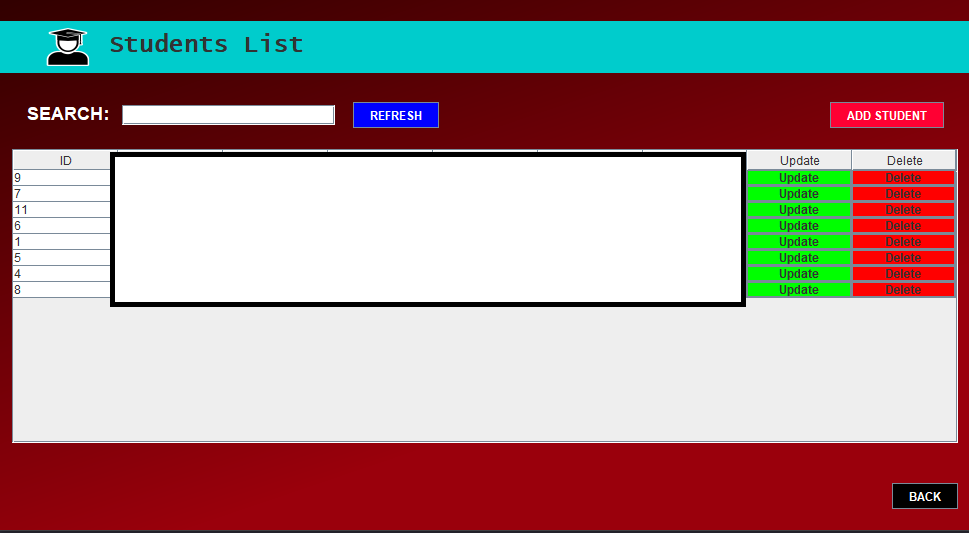 Students List
SEARCH: REFRESH ADD STUDENT
ID Update Delete
9 Update Delete
7 Update Delete
11 Update Delete
6 Update Delete
1 Update Delete
5 Update Delete
4 Update Delete
8 Update Delete
BACK